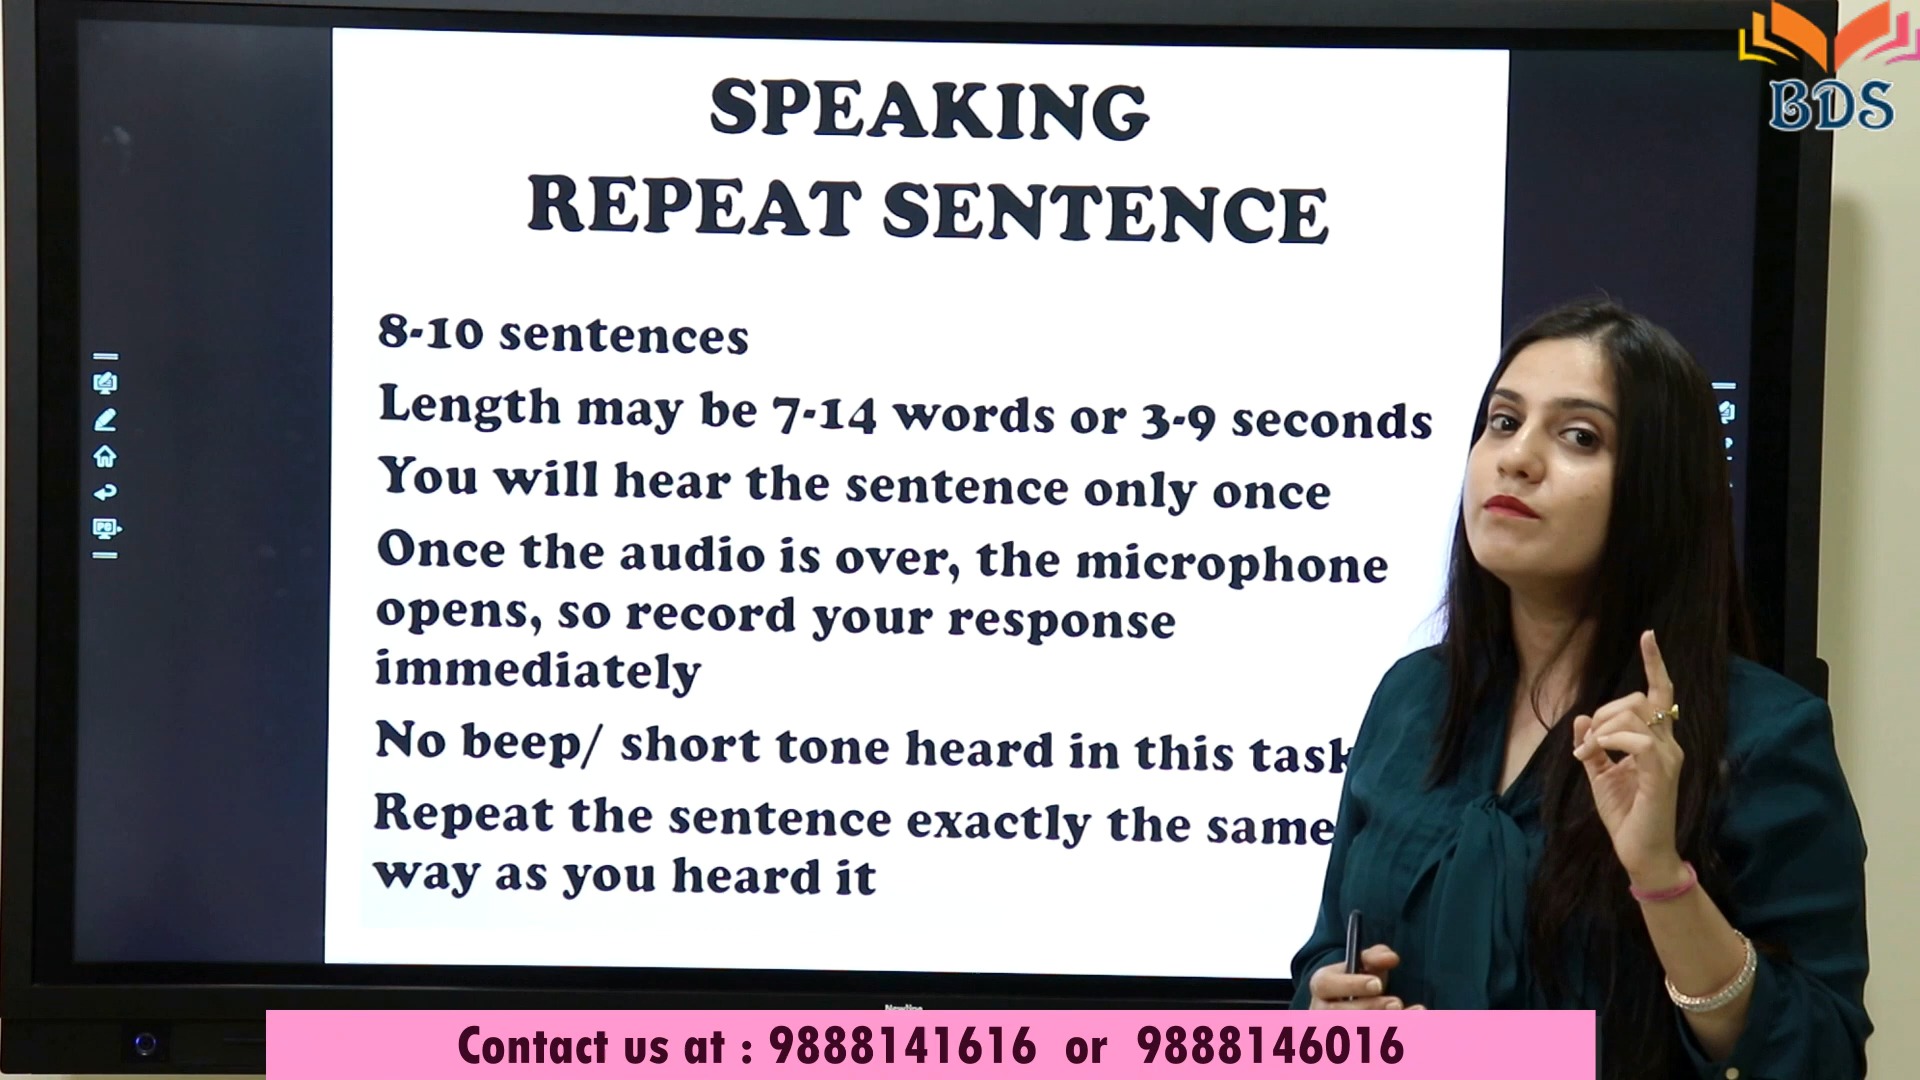 BDS
SPEAKING
REPEAT SENTENCE
8-10 sentences
Length may be 7-14 words or 3-9 seconds
You will hear the sentence only once
Once the audio is over, the microphone
opens, so record your response
immediately
No beep/ short tone heard in this task
Repeat the sentence exactly the same
way as you heard it
Newline
Contact us at : 9888141616 or 9888146016